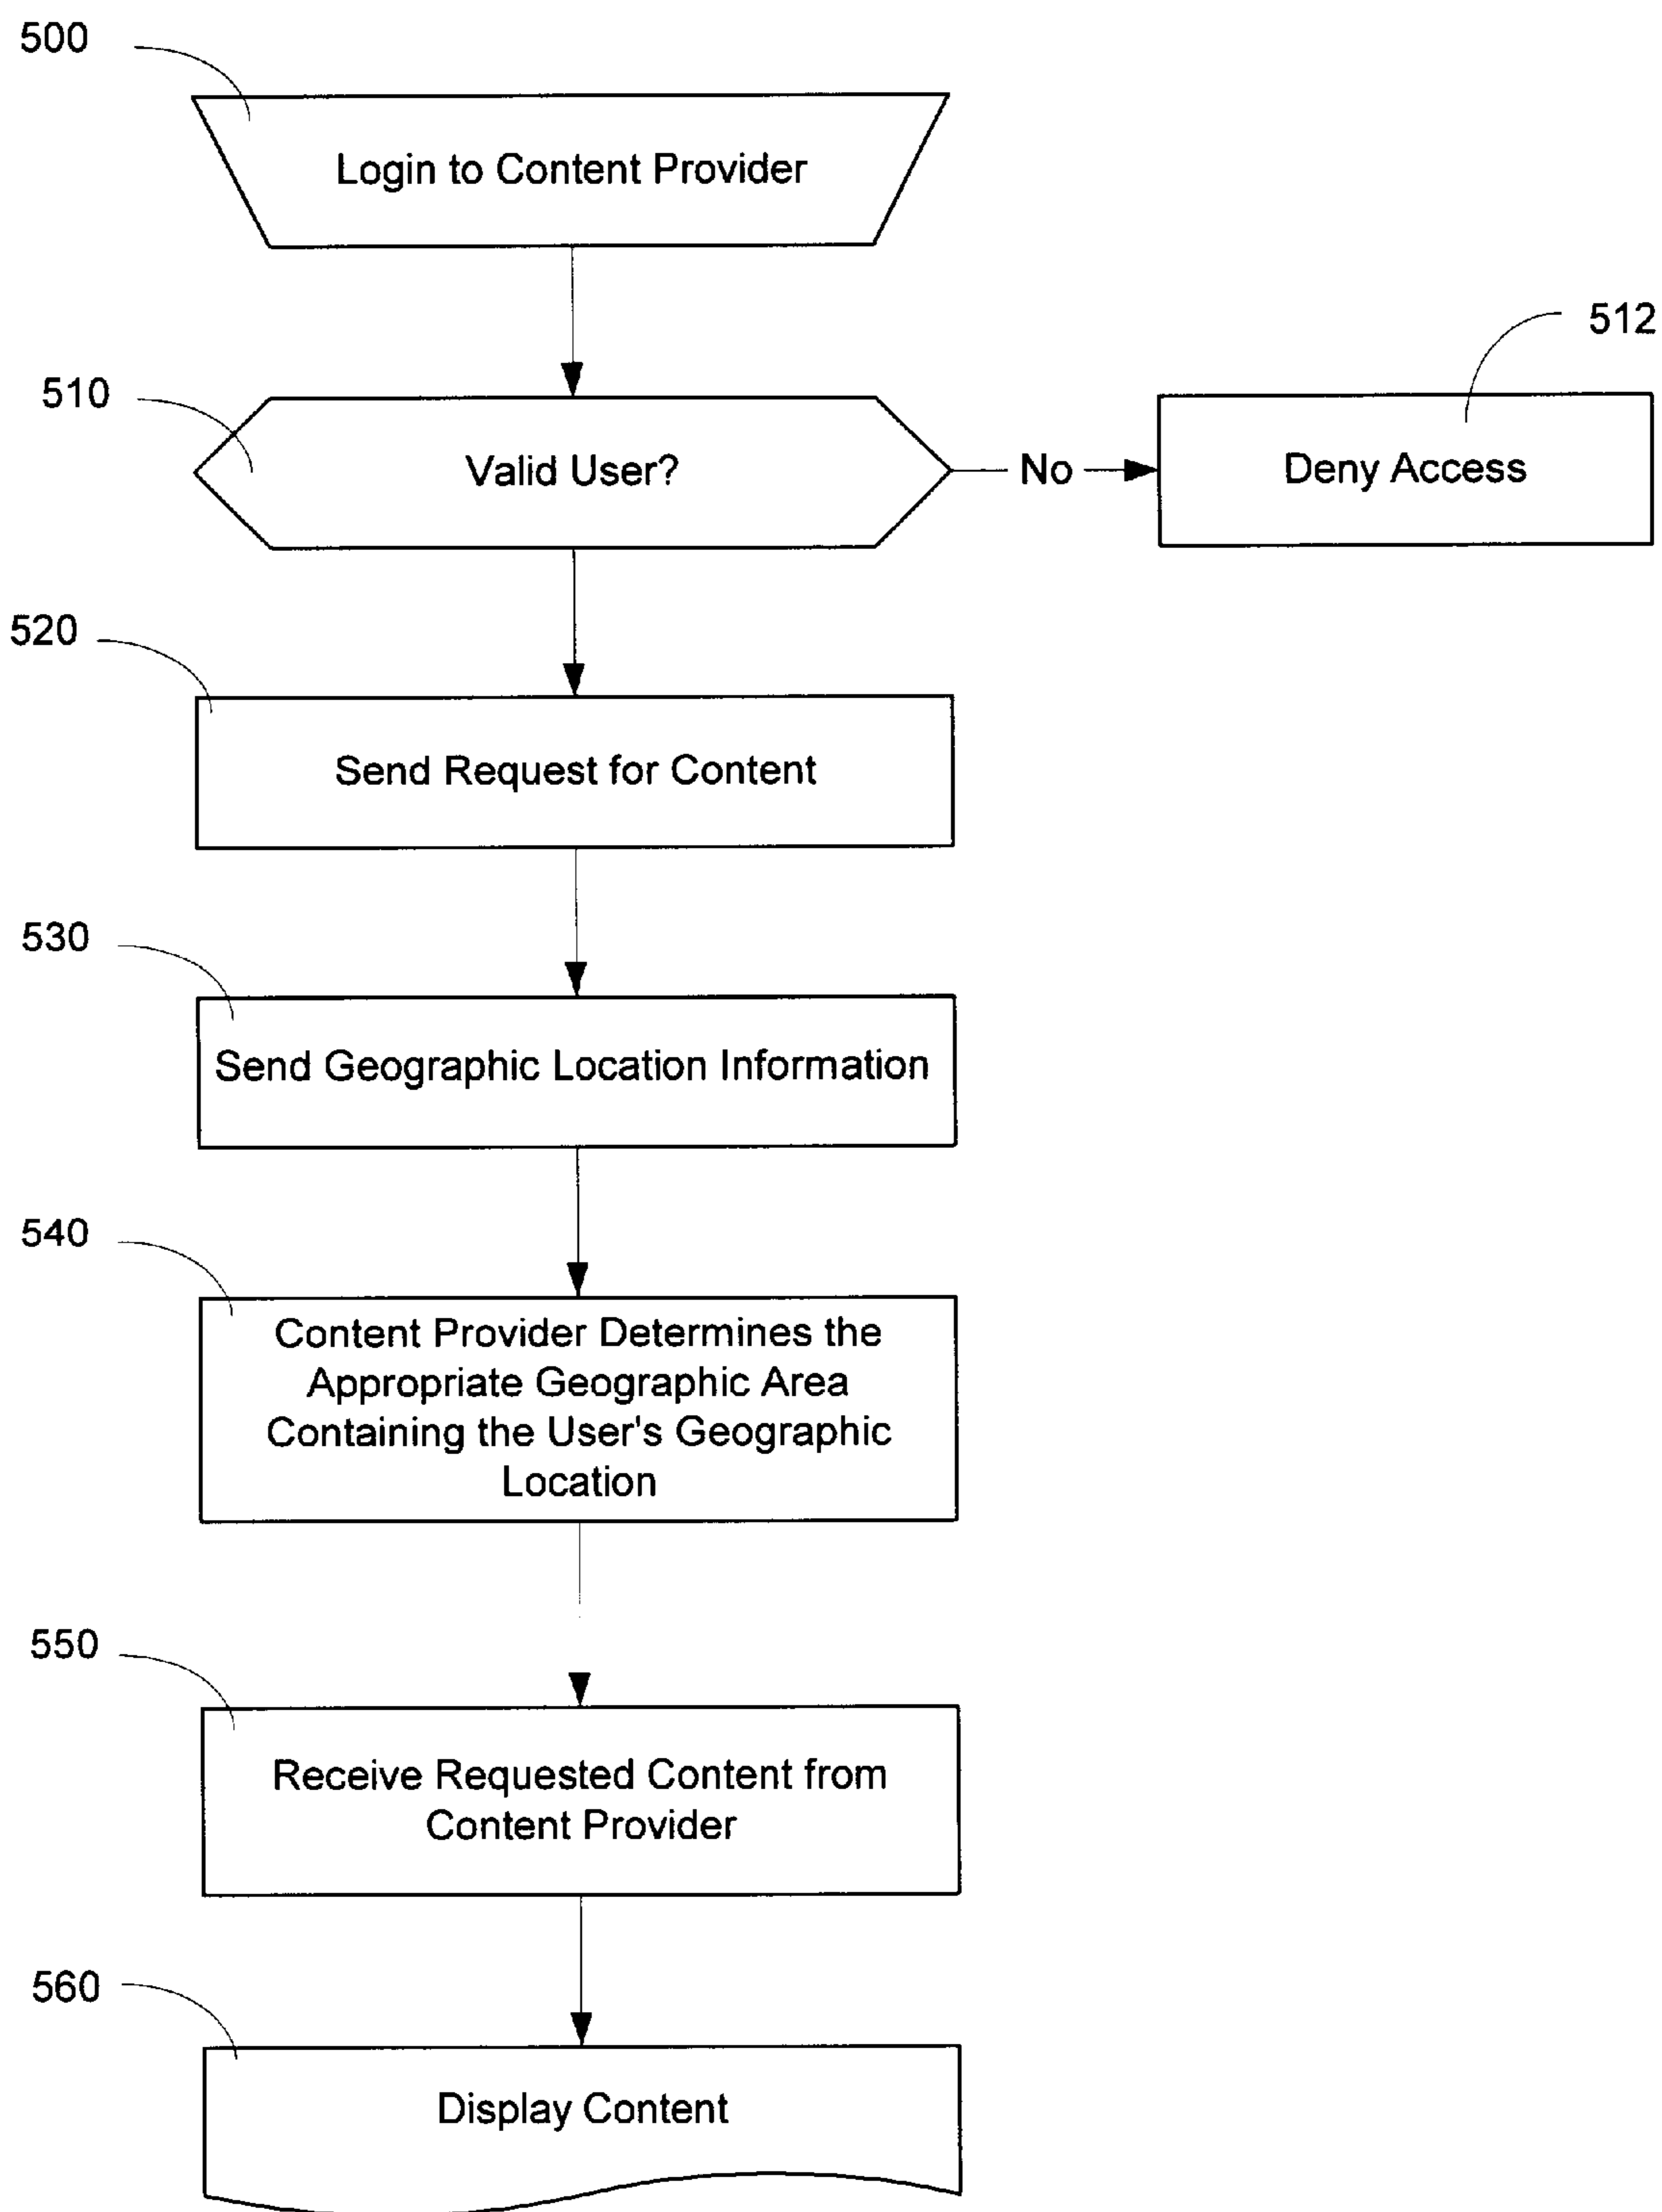 500
Login to Content Provider
512
510
Valid User?
No
Deny Access
520
Send Request for Content
530
Send Geographic Location Information
540
Content Provider Determines the
Appropriate Geographic Area
Containing the User's Geographic
Location
550
Receive Requested Content from
Content Provider
560
Display Content